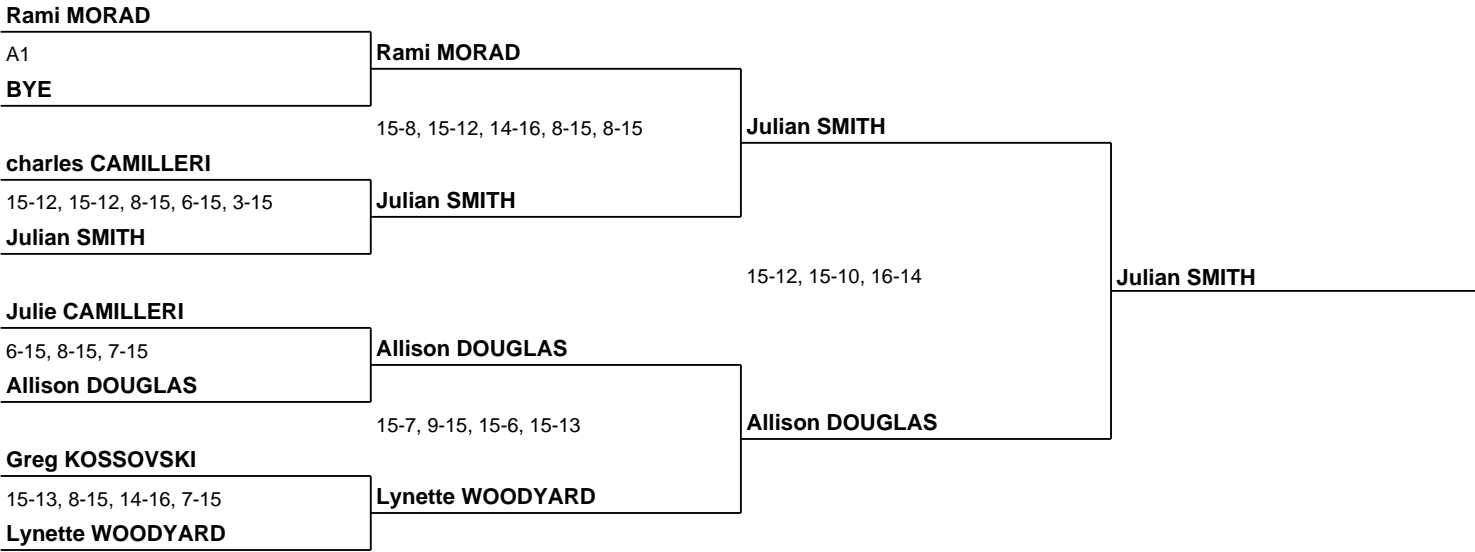 Rami MORAD
A1
BYE
charles CAMILLERI
15-12, 15-12, 8-15, 6-15, 3-15
Julian SMITH
Julie CAMILLERI
6-15, 8-15, 7-15
Allison DOUGLAS
Greg KOSSOVSKI
15-13, 8-15, 14-16, 7-15
Lynette WOODYARD
Rami MORAD
15-8, 15-12, 14-16, 8-15, 8-15
Julian SMITH
Allison DOUGLAS
15-7, 9-15, 15-6, 15-13
Lynette WOODYARD
Julian SMITH
15-12, 15-10, 16-14
Allison DOUGLAS
Julian SMITH